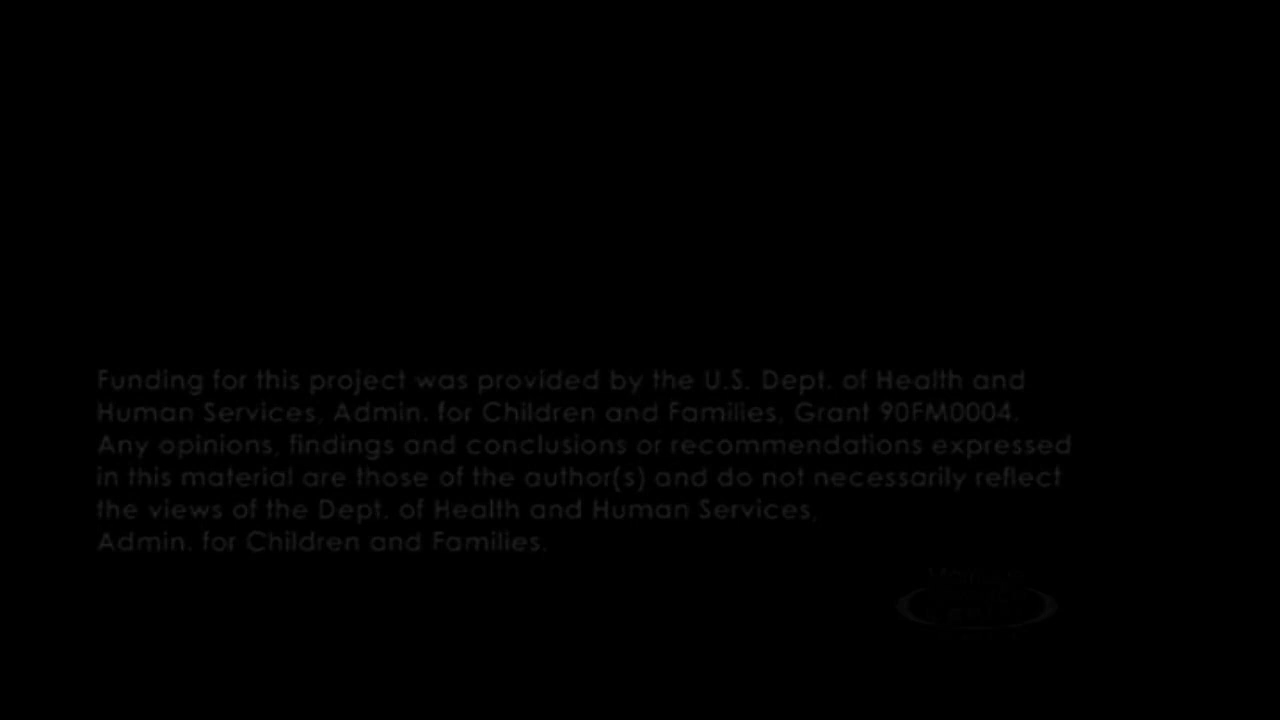 Funding for this project was provided by the U.S. Dept. of Health and
Human Services, Admin. for Children and Families, Grant 90FM0004.
Any opinions, findings and conclusions or recommendations expressed
in this material are those of the author(s) and do not necessarily reflect
the views of the Dept. of Health and Human Services,
Admin. for Children and Families.